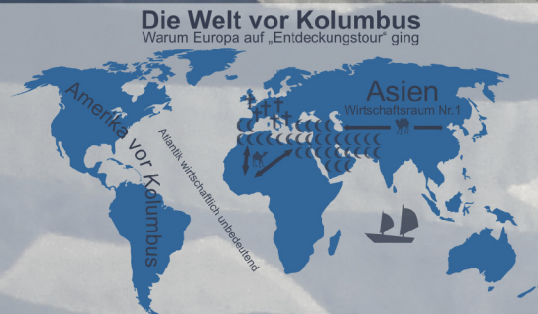 Die Welt vor Kolumbus
Warum Europa auf „Entdeckungstour“ ging
Amerika vor Kolumbus
Atlantik wirtschaftlich unbedeutend
Asien
Wirtschaftsraum Nr.1